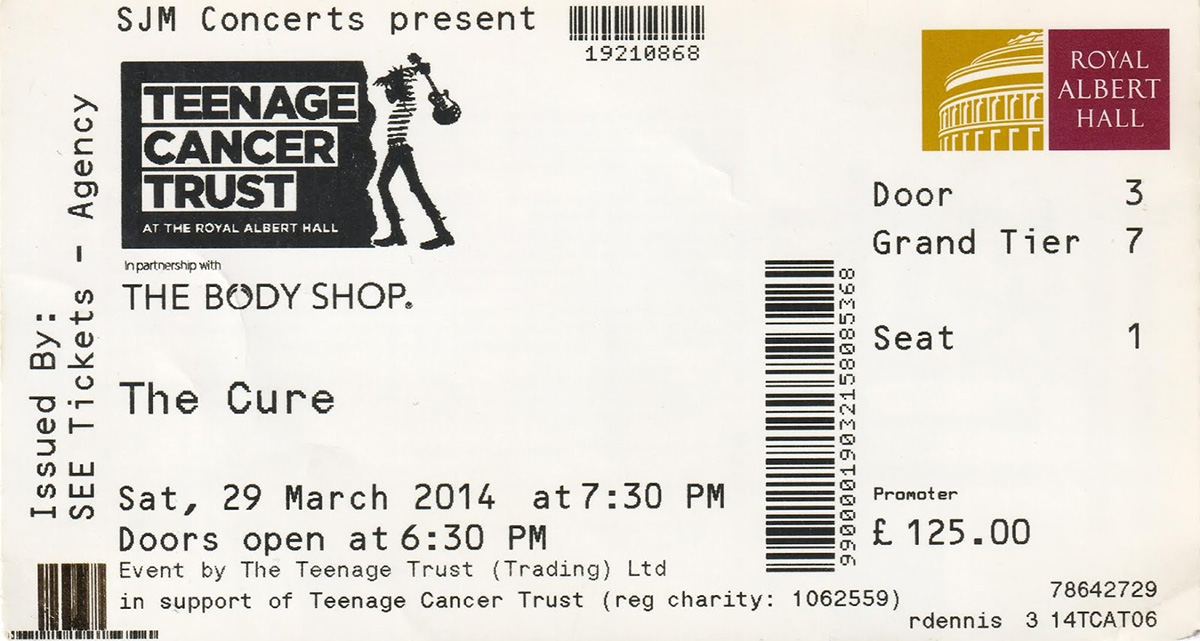 SJM Concerts present
19210868
TEENAGE
CANCER
TRUST
AT THE ROYAL ALBERT HALL
In partnership with
THE BODY SHOP.
Issued By:
SEE Tickets - Agency
The Cure
Sat, 29 March 2014 at 7:30 PM
Doors open at 6:30 PM
Event by The Teenage Trust (Trading) Ltd
in support of Teenage Cancer Trust (reg charity: 1062559)
990000019032158085368
ROYAL
ALBERT
HALL
Door 3
Grand Tier 7
Seat 1
Promoter
£ 125.00
78642729
rdennis 3 14TCAT06